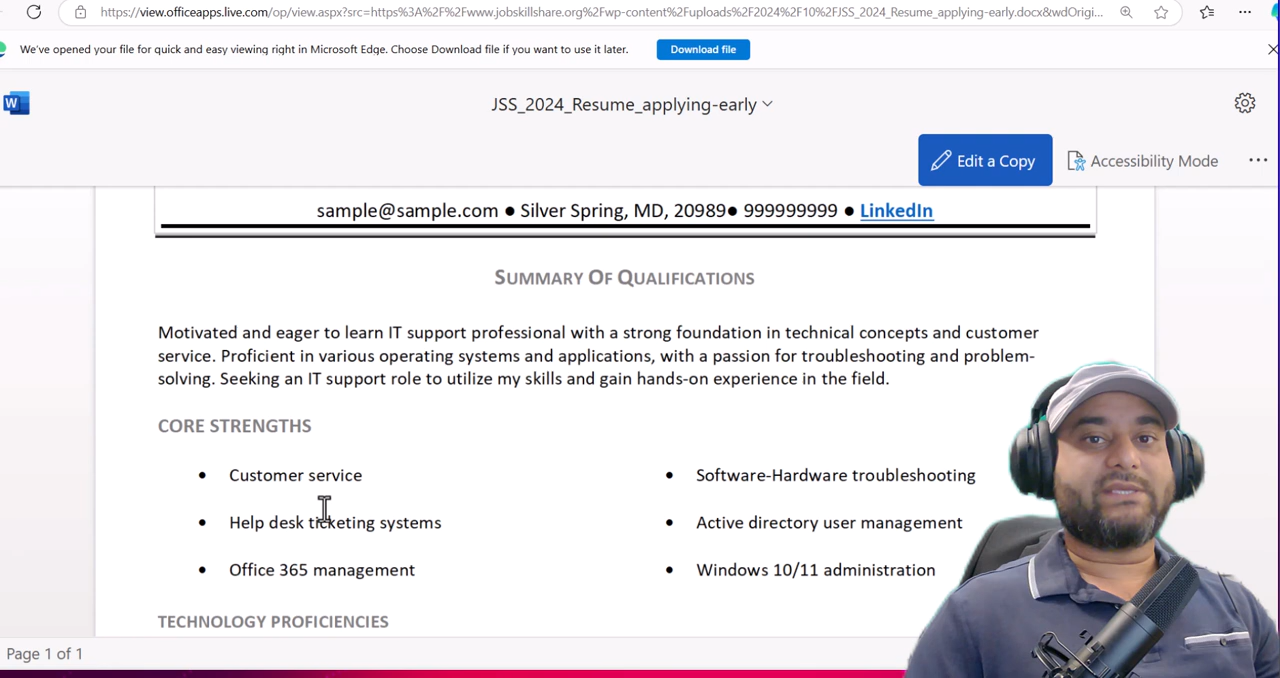 https://view.officeapps.live.com/op/view.aspx?src=https%3A%2F%2Fwww.jobskillshare.org%2Fwp-content%2Fuploads%2F2024%2F10%2FJSS_2024_Resume_applying-early.docx&wdOrigi...
We've opened your file for quick and easy viewing right in Microsoft Edge. Choose Download file if you want to use it later.
Download file
W
JSS_2024_Resume_applying-early
Edit a Copy
Accessibility Mode
sample@sample.com ● Silver Spring, MD, 20989● 999999999 ● LinkedIn
SUMMARY OF QUALIFICATIONS
Motivated and eager to learn IT support professional with a strong foundation in technical concepts and customer
service. Proficient in various operating systems and applications, with a passion for troubleshooting and problem-
solving. Seeking an IT support role to utilize my skills and gain hands-on experience in the field.
CORE STRENGTHS
• Customer service
• Software-Hardware troubleshooting
• Help desk ticketing systems
• Active directory user management
• Office 365 management
• Windows 10/11 administration
TECHNOLOGY PROFICIENCIES
Page 1 of 1